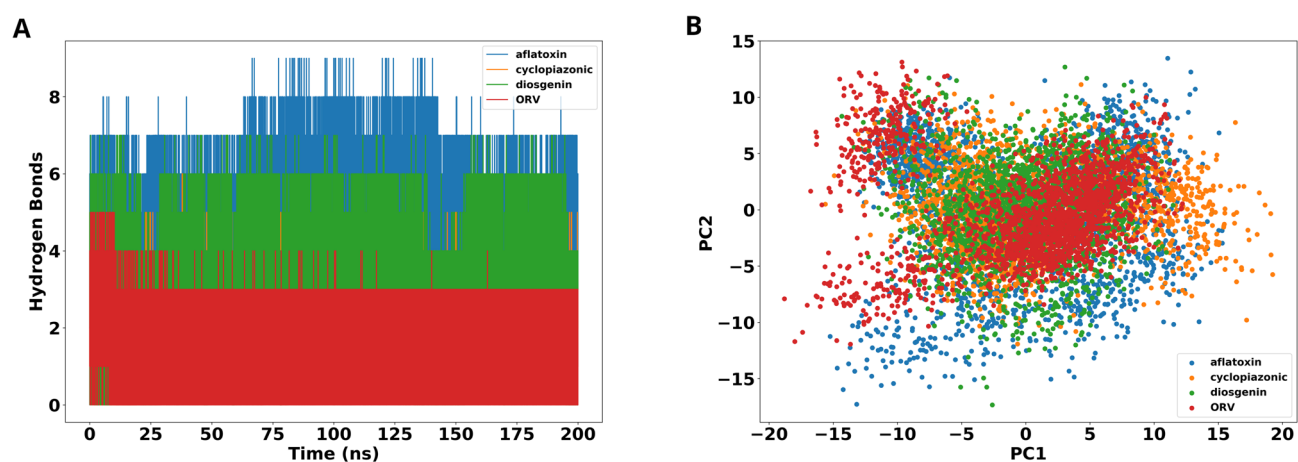 A
Hydrogen Bonds
8
6
4
2
0
0 25 50 75 100 125 150 175 200
Time (ns)
aflatoxin
cyclopiazonic
diosgenin
ORV
B
PC2
15
10
5
0
−5
−10
−15
−20 −15 −10 −5 0 5 10 15 20
PC1
aflatoxin
cyclopiazonic
diosgenin
ORV